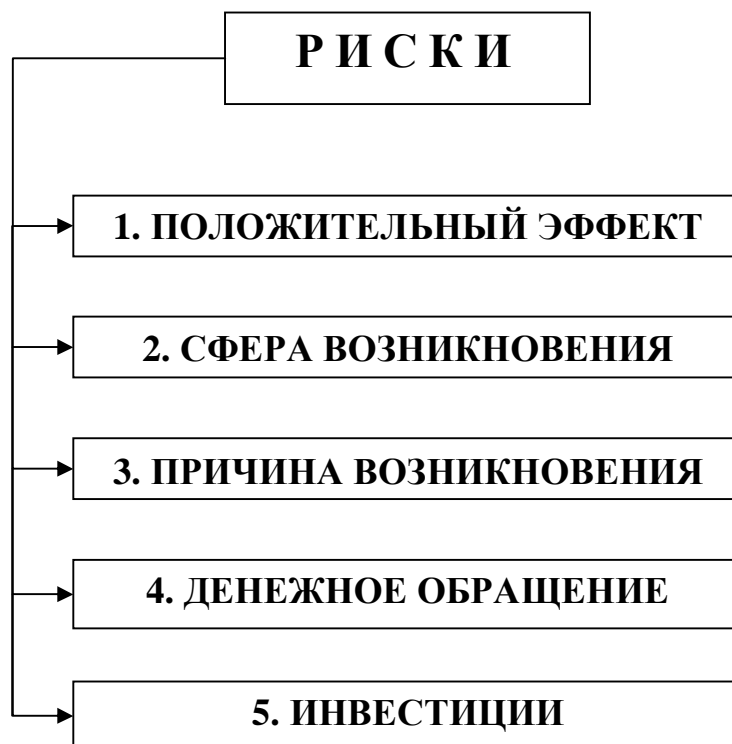 Р И С К И
1. ПОЛОЖИТЕЛЬНЫЙ ЭФФЕКТ
2. СФЕРА ВОЗНИКНОВЕНИЯ
3. ПРИЧИНА ВОЗНИКНОВЕНИЯ
4. ДЕНЕЖНОЕ ОБРАЩЕНИЕ
5. ИНВЕСТИЦИИ